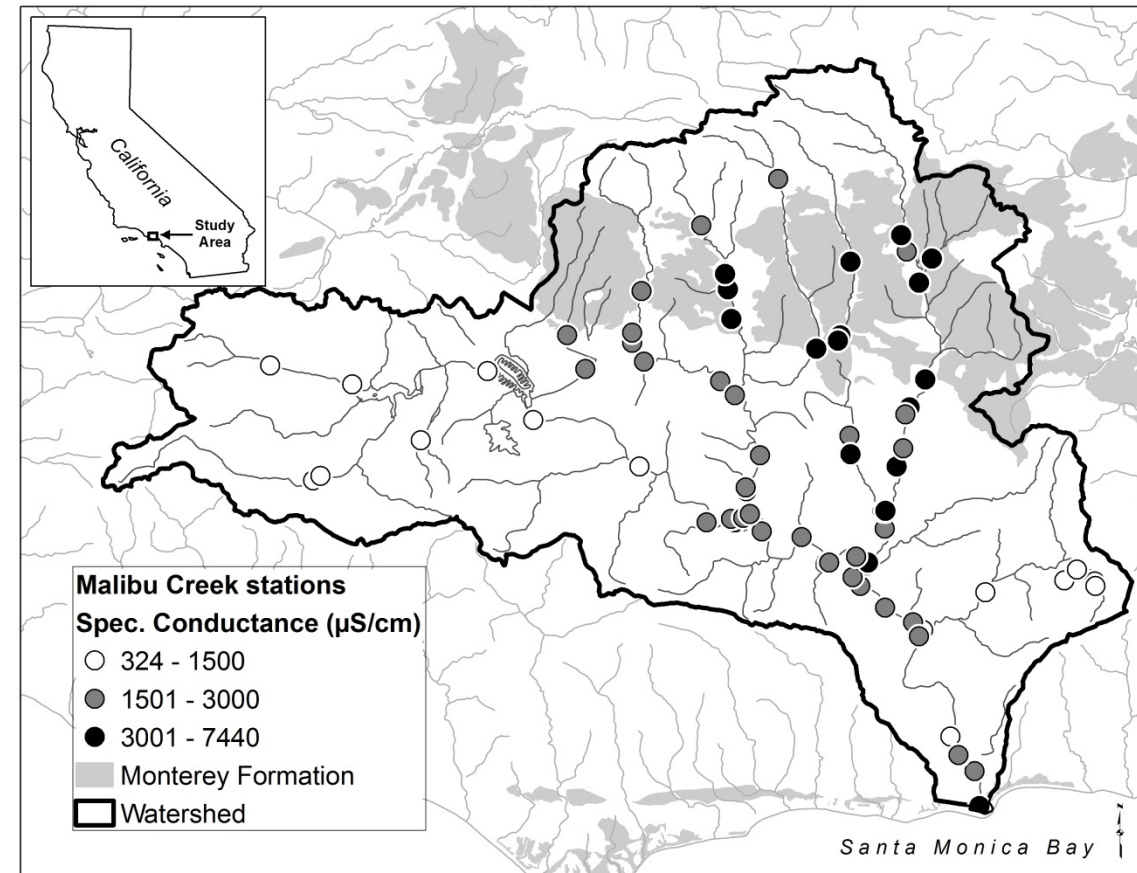 California
Study
Area
Malibu Creek stations
Spec. Conductance (µS/cm)
324 - 1500
1501 - 3000
3001 - 7440
Monterey Formation
Watershed
Santa Monica Bay